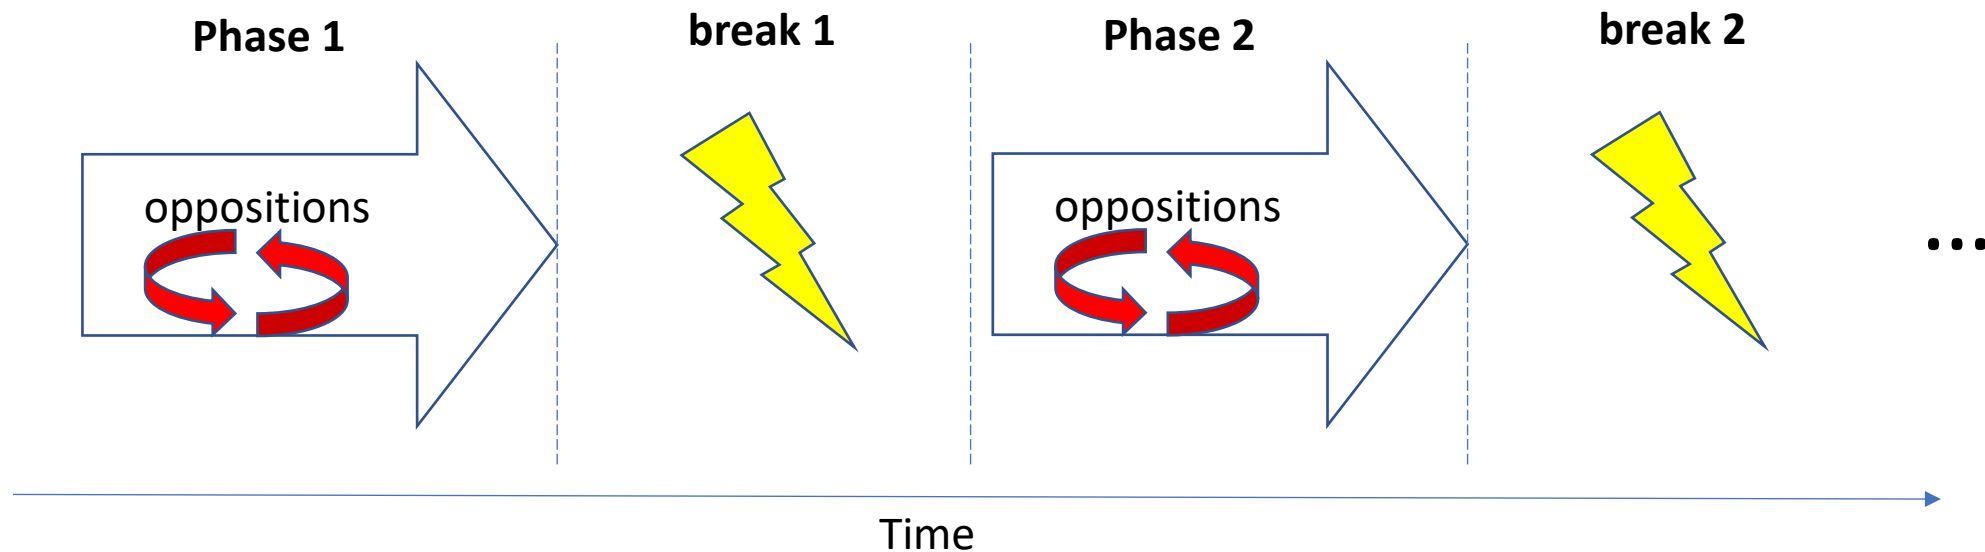 Phase 1
break 1
Phase 2
break 2
oppositions
oppositions
...
Time